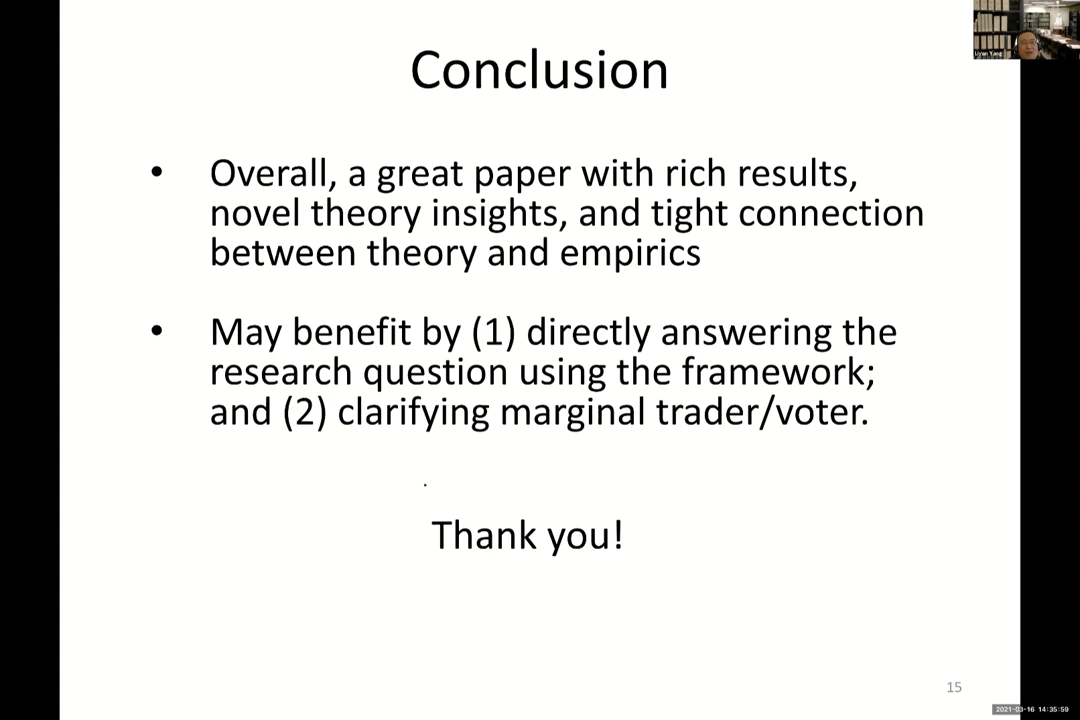 Liyan Yang
Conclusion
• Overall, a great paper with rich results,
novel theory insights, and tight connection
between theory and empirics
• May benefit by (1) directly answering the
research question using the framework;
and (2) clarifying marginal trader/voter.
.
Thank you!
15
2021-03-16 14:35:59